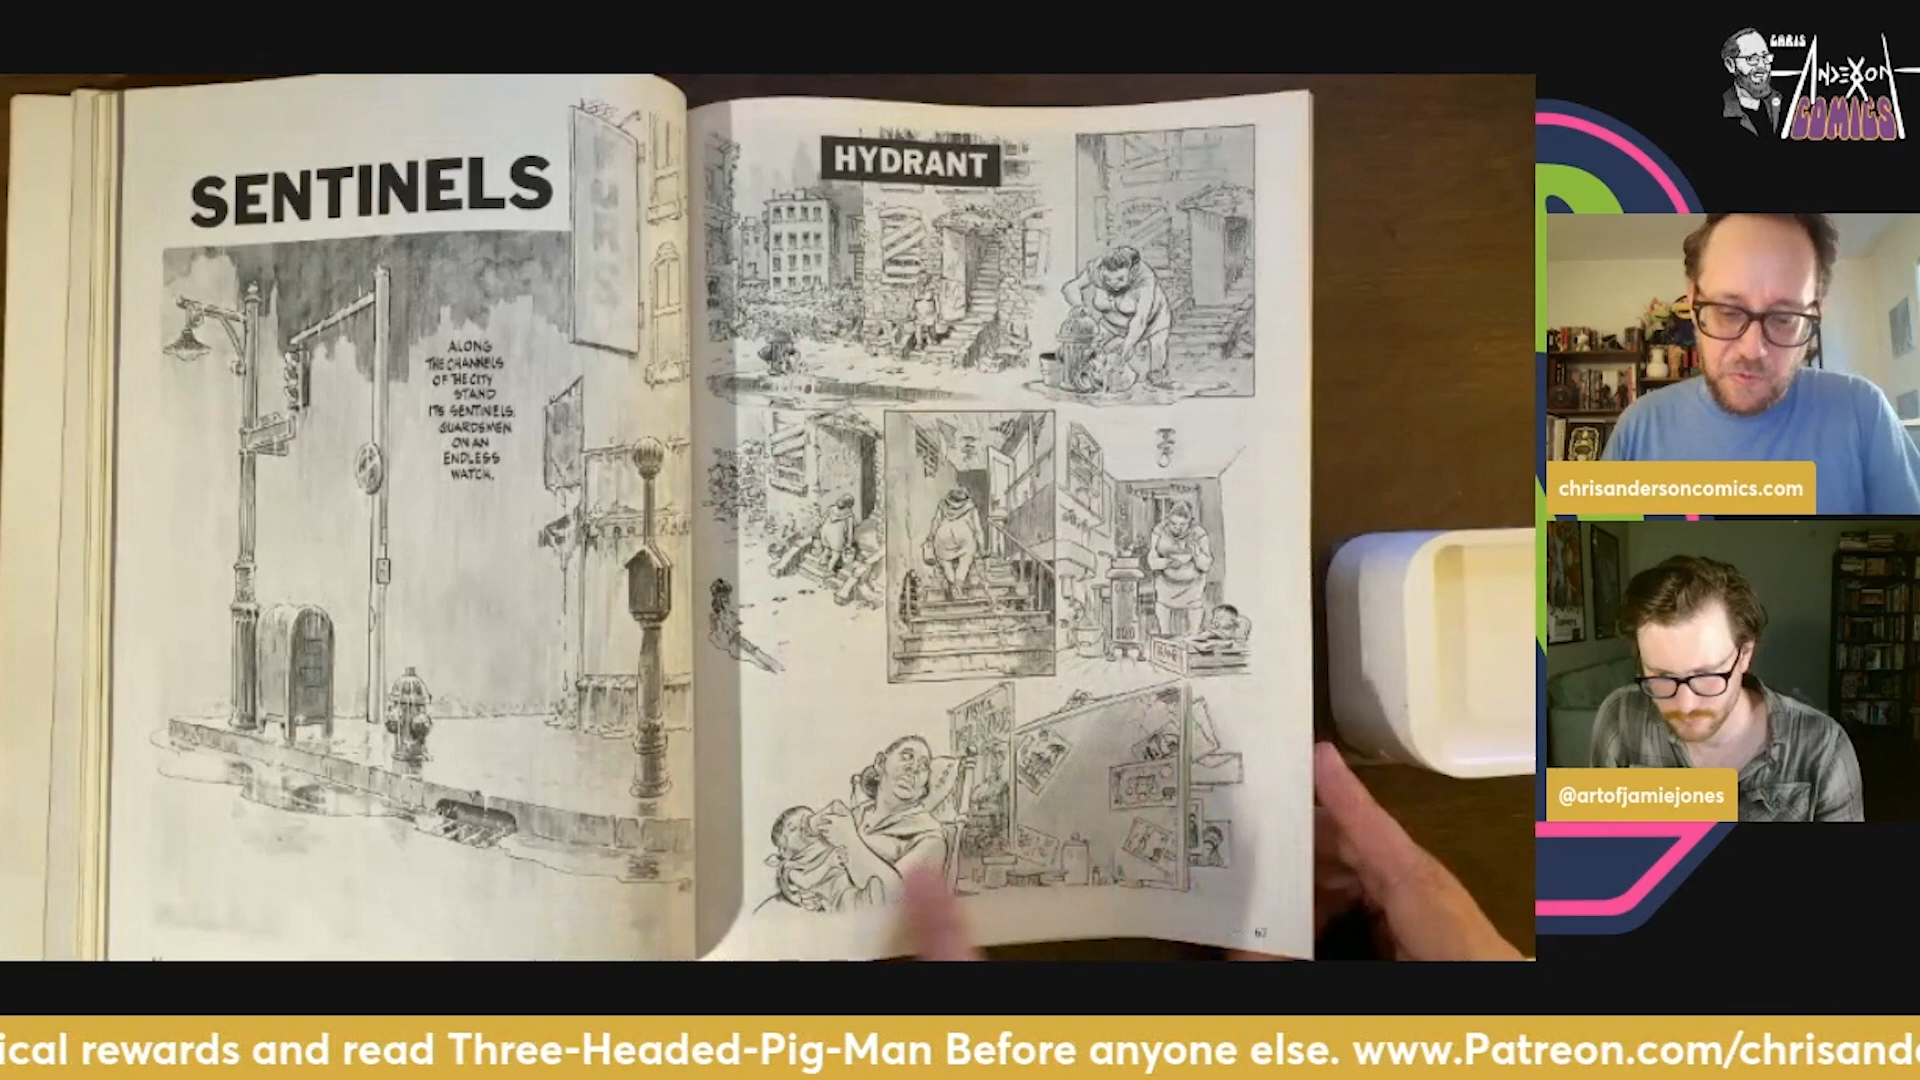 SENTINELS
ALONG
THE CHANNELS
OF THE CITY
STAND
ITS SENTINELS.
GUARDSMEN
ON AN
ENDLESS
WATCH.
HYDRANT
67
CHRIS
ANDERSON
COMICS
chrisandersoncomics.com
@artofjamiejones
ical rewards and read Three-Headed-Pig-Man Before anyone else. www.Patreon.com/chrisande